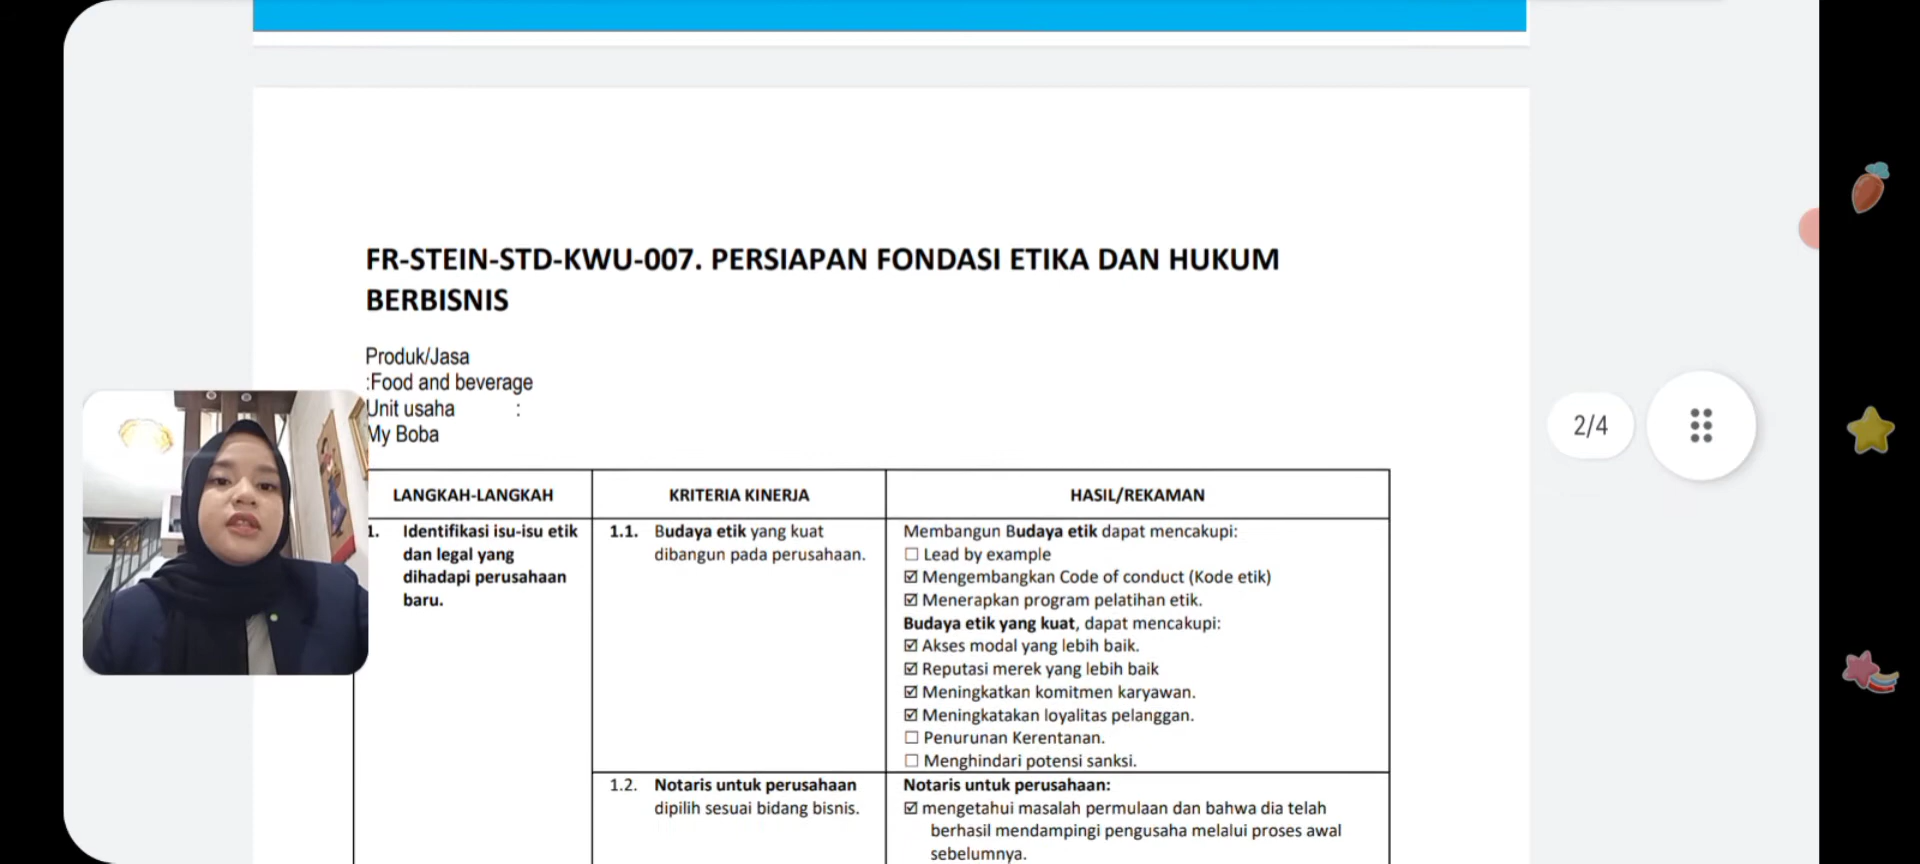 FR-STEIN-STD-KWU-007. PERSIAPAN FONDASI ETIKA DAN HUKUM
BERBISNIS
Produk/Jasa
:Food and beverage
Unit usaha :
My Boba
2/4
LANGKAH-LANGKAH
KRITERIA KINERJA
HASIL/REKAMAN
1. Identifikasi isu-isu etik
dan legal yang
dihadapi perusahaan
baru.
1.1. Budaya etik yang kuat
dibangun pada perusahaan.
Membangun Budaya etik dapat mencakupi:
☐ Lead by example
☑ Mengembangkan Code of conduct (Kode etik)
☑ Menerapkan program pelatihan etik.
Budaya etik yang kuat, dapat mencakupi:
☑ Akses modal yang lebih baik.
☑ Reputasi merek yang lebih baik
☑ Meningkatkan komitmen karyawan.
☑ Meningkatakan loyalitas pelanggan.
☐ Penurunan Kerentanan.
☐ Menghindari potensi sanksi.
1.2. Notaris untuk perusahaan
dipilih sesuai bidang bisnis.
Notaris untuk perusahaan:
☑ mengetahui masalah permulaan dan bahwa dia telah
berhasil mendampingi pengusaha melalui proses awal
sebelumnya.